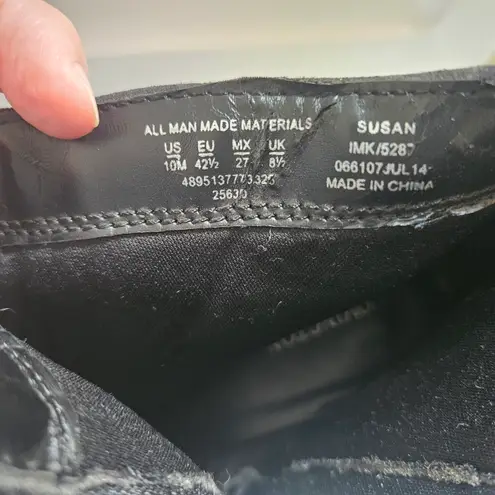 ALL MAN MADE MATERIALS
US EU MX UK
10M 42½ 27 8½
25630
SUSAN
IMK/5287
066107JUL14
MADE IN CHINA